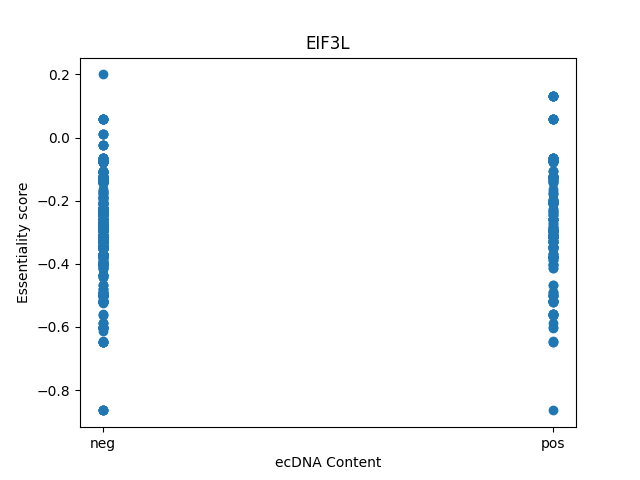 EIF3L
0.2
0.0
−0.2
−0.4
−0.6
−0.8
Essentiality score
neg
pos
ecDNA Content